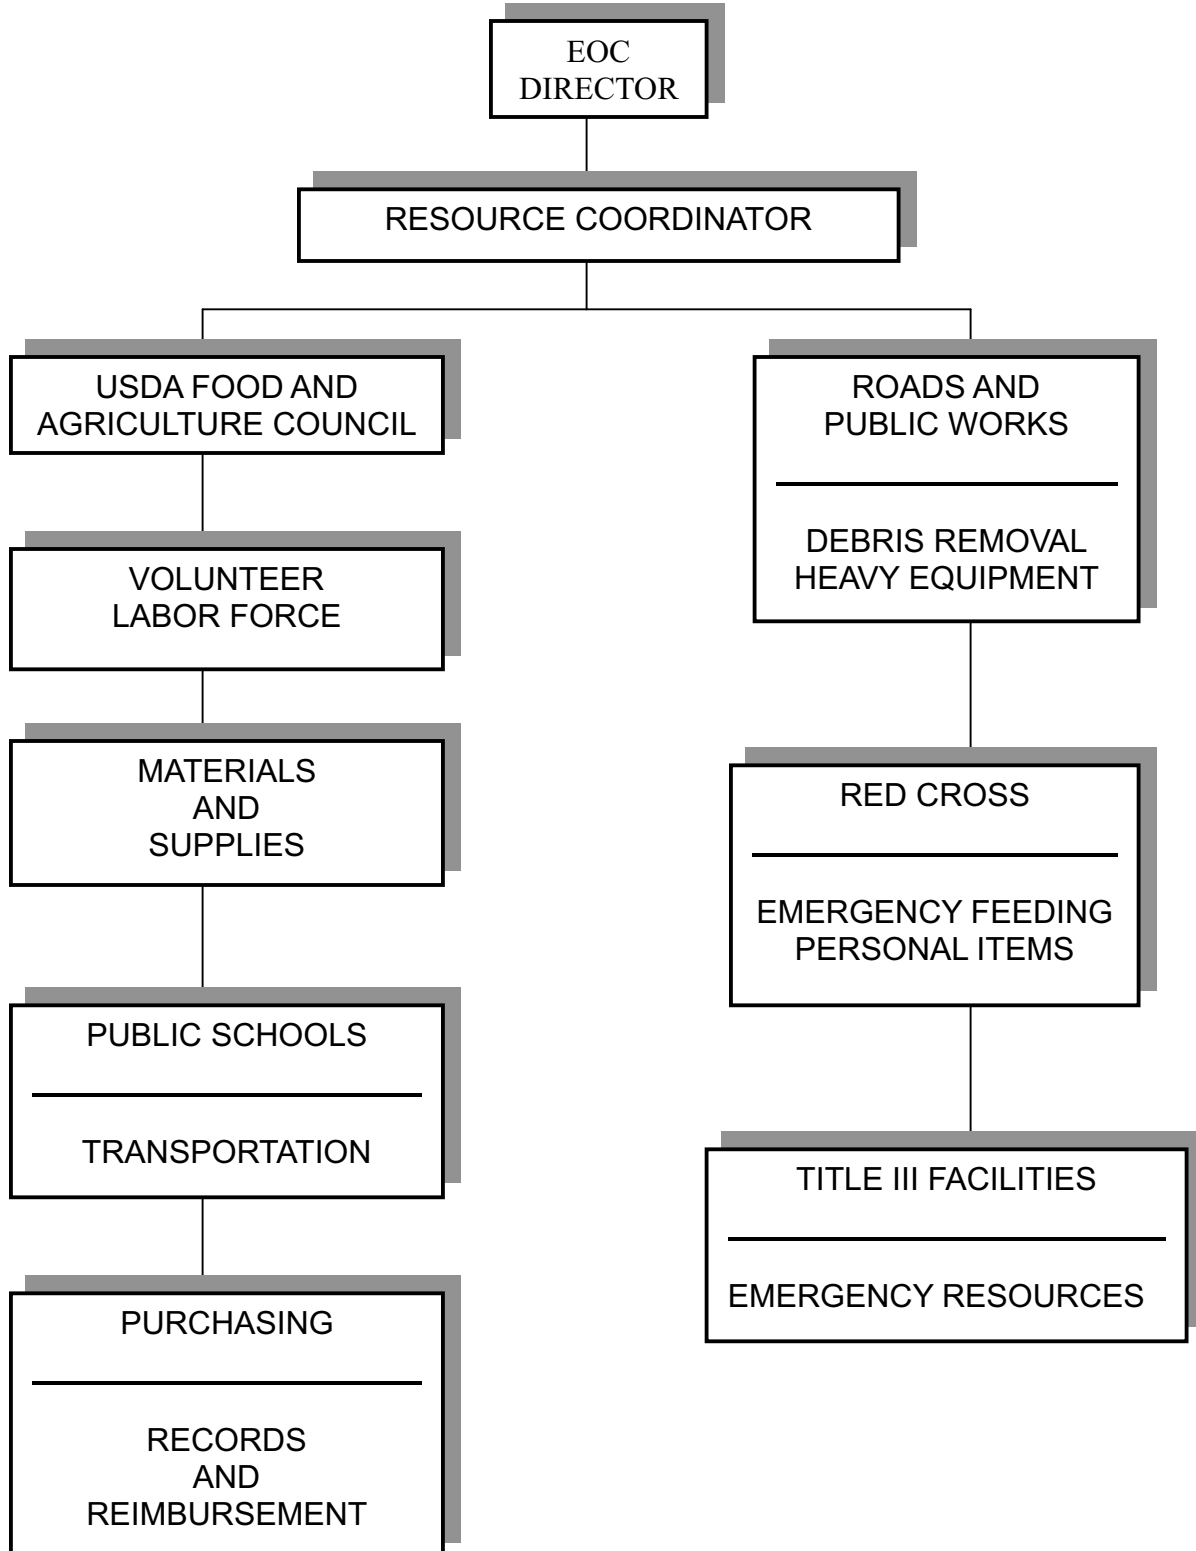 EOC
DIRECTOR
RESOURCE COORDINATOR
USDA FOOD AND
AGRICULTURE COUNCIL
VOLUNTEER
LABOR FORCE
MATERIALS
AND
SUPPLIES
PUBLIC SCHOOLS
TRANSPORTATION
PURCHASING
RECORDS
AND
REIMBURSEMENT
ROADS AND
PUBLIC WORKS
DEBRIS REMOVAL
HEAVY EQUIPMENT
RED CROSS
EMERGENCY FEEDING
PERSONAL ITEMS
TITLE III FACILITIES
EMERGENCY RESOURCES